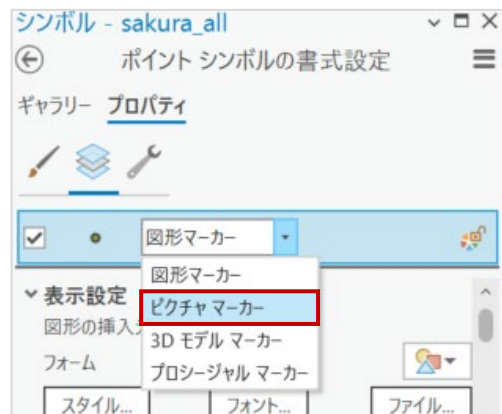 シンボル - sakura_all
ポイント シンボルの書式設定
ギャラリー プロパティ
図形マーカー
図形マーカー
表示設定
ピクチャ マーカー
図形の挿入
3D モデル マーカー
フォーム
プロシージャル マーカー
スタイル... フォント... ファイル...